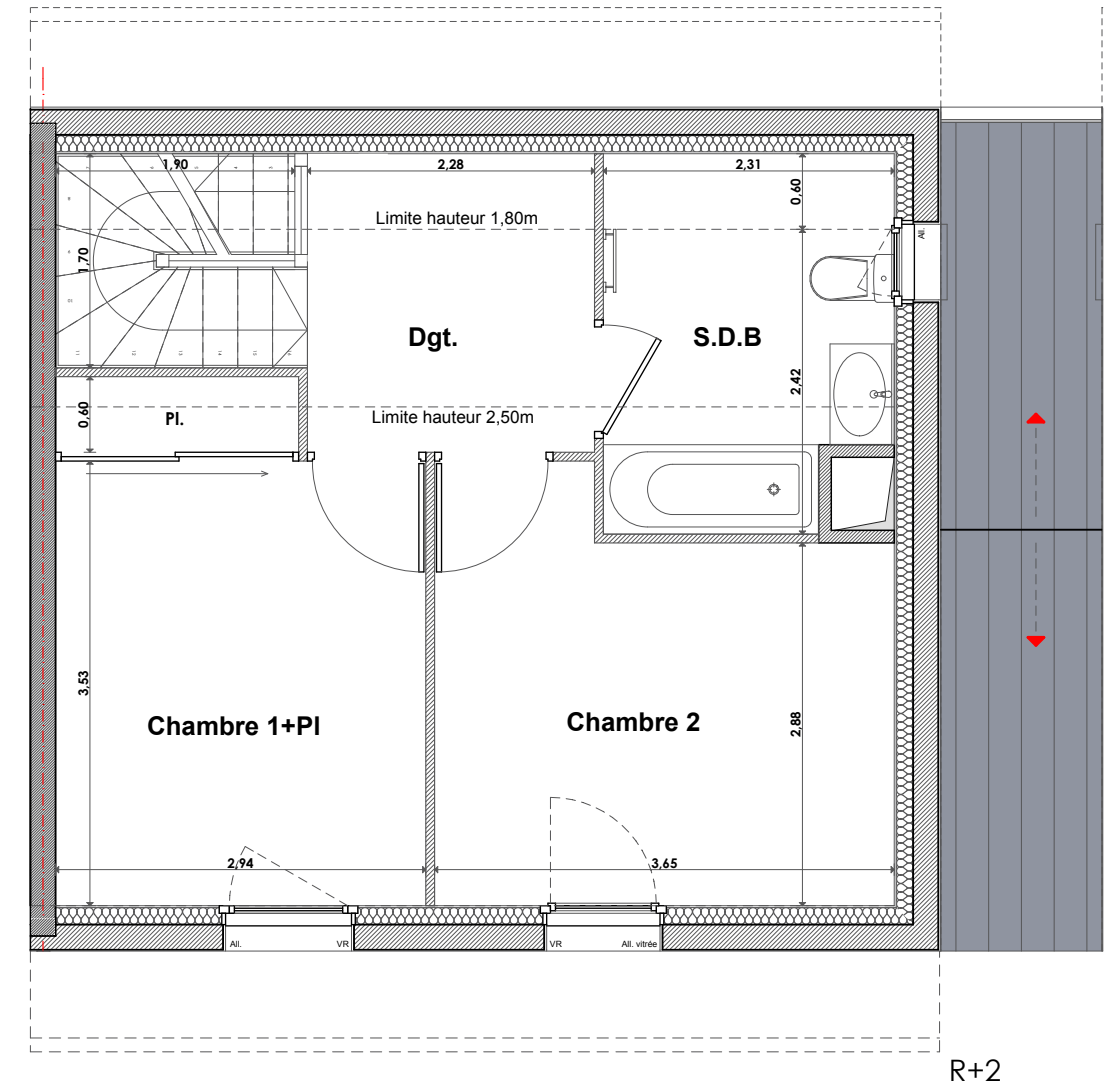 1,90
2,28
2,31
0,60
Limite hauteur 1,80m
All.
1,70
Dgt.
S.D.B
2,42
0,60
Pl.
Limite hauteur 2,50m
3,53
Chambre 1+Pl
Chambre 2
2,88
2,94
3,65
All.
VR
VR
All. vitrée
R+2